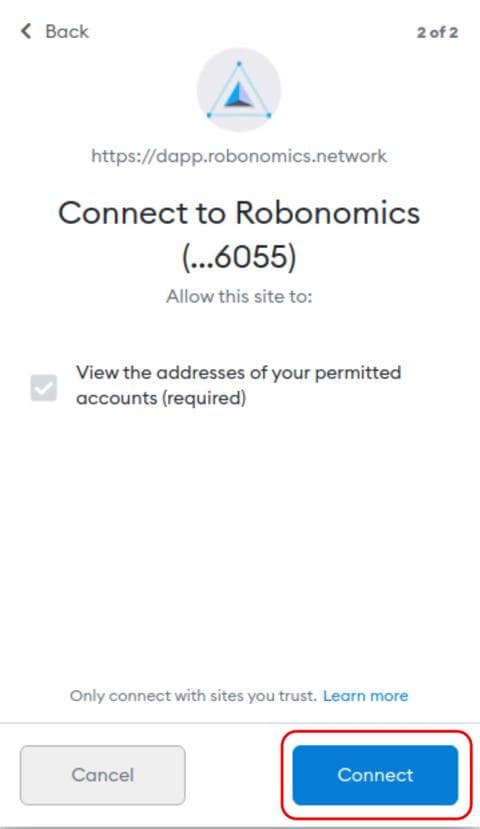 Back
2 of 2
https://dapp.robonomics.network
Connect to Robonomics
(...6055)
Allow this site to:
View the addresses of your permitted
accounts (required)
Only connect with sites you trust. Learn more
Cancel
Connect